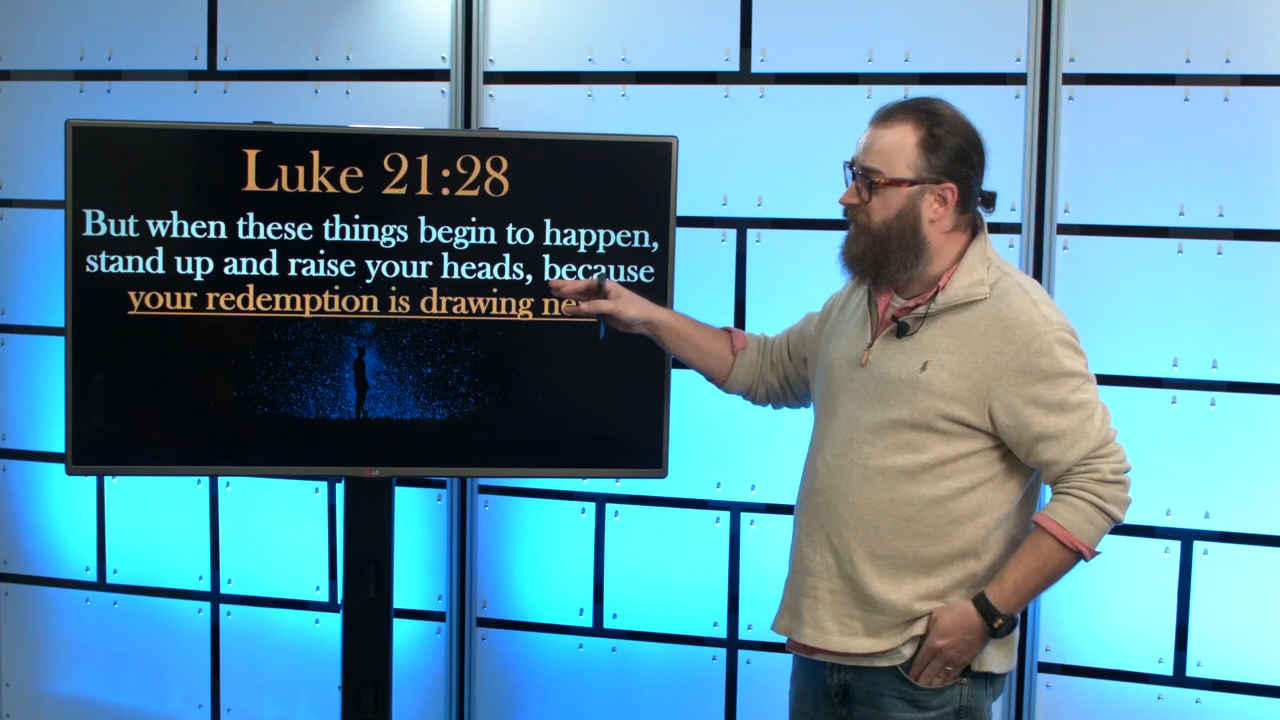 Luke 21:28
But when these things begin to happen,
stand up and raise your heads, because
your redemption is drawing
LG